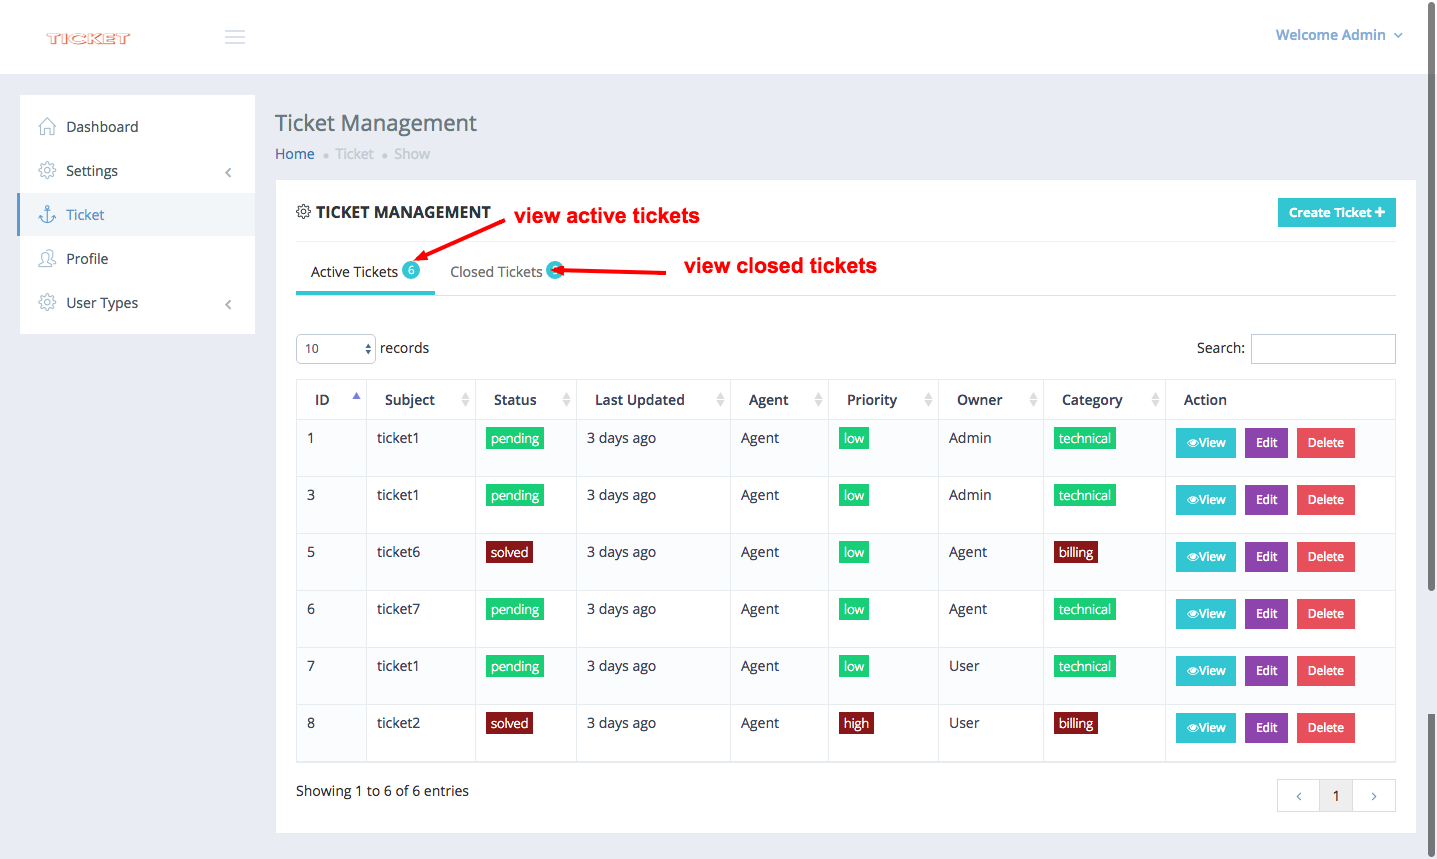 TICKET
Welcome Admin
Dashboard
Settings
Ticket
Profile
User Types
Ticket Management
Home Ticket Show
TICKET MANAGEMENT
view active tickets
Create Ticket
Active Tickets 6
Closed Tickets
view closed tickets
10 records
Search:
ID Subject Status Last Updated Agent Priority Owner Category Action
1 ticket1 pending 3 days ago Agent low Admin technical View Edit Delete
3 ticket1 pending 3 days ago Agent low Admin technical View Edit Delete
5 ticket6 solved 3 days ago Agent low Agent billing View Edit Delete
6 ticket7 pending 3 days ago Agent low Agent technical View Edit Delete
7 ticket1 pending 3 days ago Agent low User technical View Edit Delete
8 ticket2 solved 3 days ago Agent high User billing View Edit Delete
Showing 1 to 6 of 6 entries
1